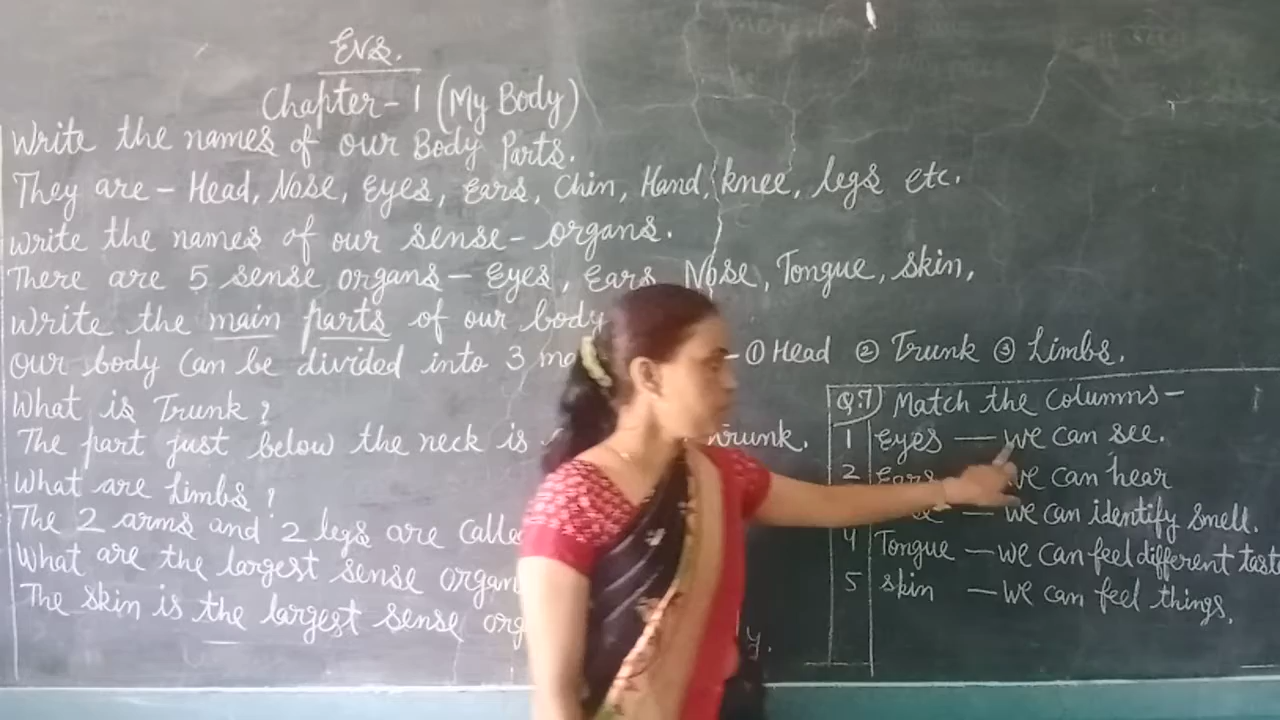 EVS.
Chapter - 1 (My Body)
Write the names of our Body Parts.
They are - Head, Nose, Eyes, Ears, Chin, Hand, knee, legs etc.
Write the names of our sense - organs.
There are 5 sense organs - Eyes, Ears, Nose, Tongue, skin,
Write the main parts of our body
Our body can be divided into 3 - ① Head ② Trunk ③ Limbs.
What is Trunk?
The part just below the neck is Trunk.
What are Limbs?
The 2 arms and 2 legs are
What are the largest sense organ
The skin is the largest sense
Q.7) Match the columns -
1 Eyes - We can see.
2 Ears we can hear
- We can identify smell.
4 Tongue - We can feel different
5 skin - We can feel things.